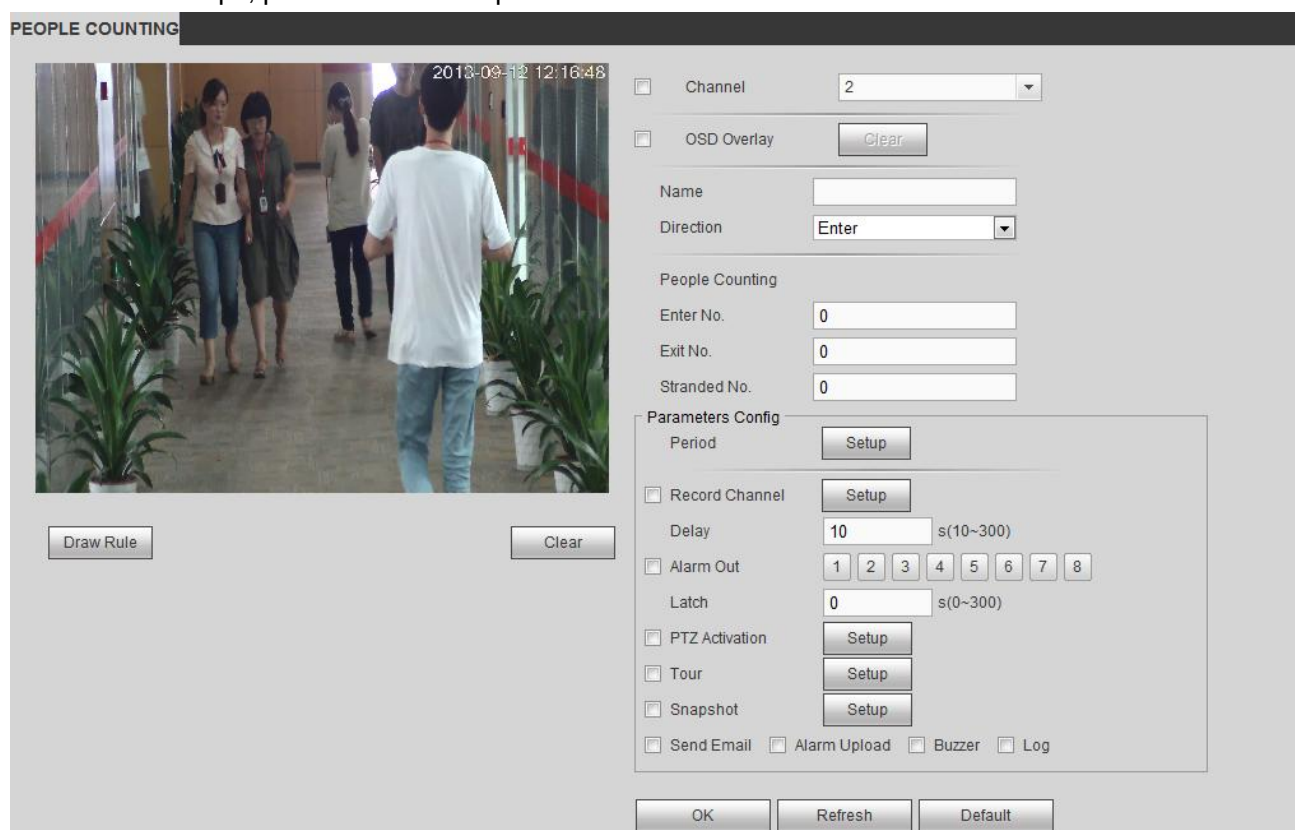 PEOPLE COUNTING
2013-09-12 12:16:48
Channel 2
OSD Overlay Clear
Name
Direction Enter
People Counting
Enter No. 0
Exit No. 0
Stranded No. 0
Parameters Config
Period Setup
Record Channel Setup
Delay 10 s(10~300)
Alarm Out 1 2 3 4 5 6 7 8
Latch 0 s(0~300)
PTZ Activation Setup
Tour Setup
Snapshot Setup
Send Email Alarm Upload Buzzer Log
Draw Rule Clear
OK Refresh Default